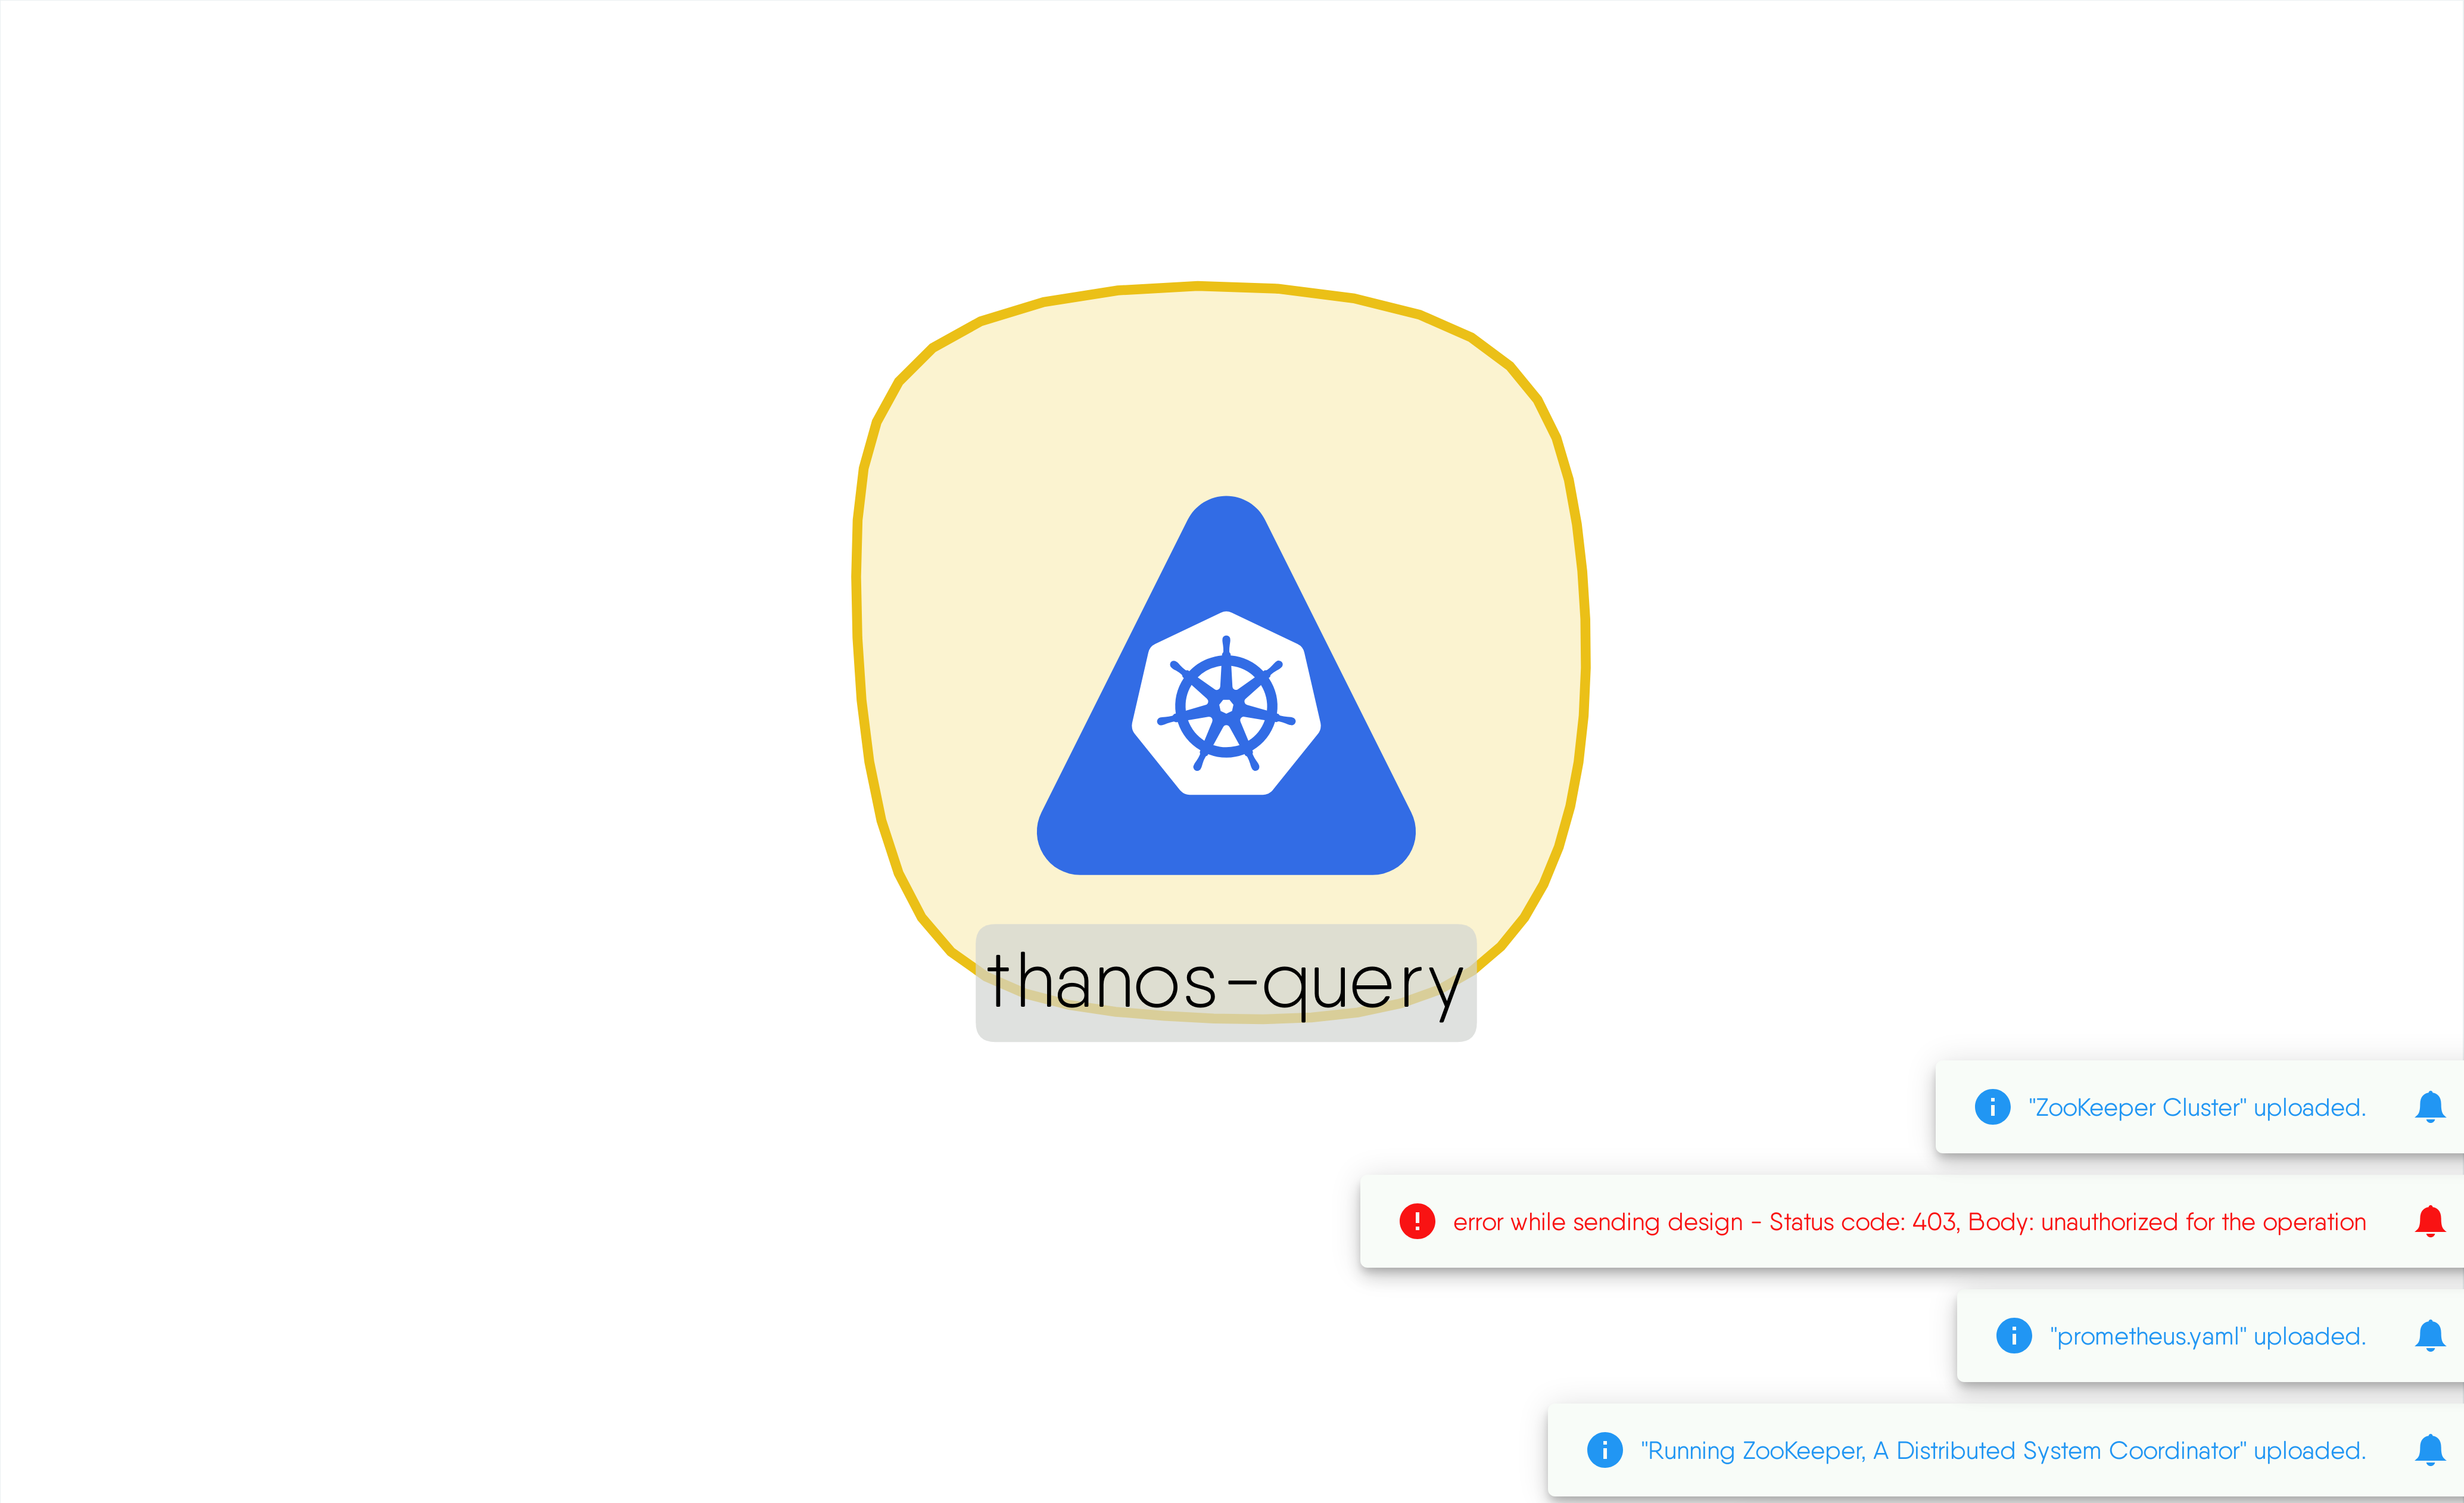 thanos-query
"ZooKeeper Cluster" uploaded.
error while sending design - Status code: 403, Body: unauthorized for the operation
"prometheus.yaml" uploaded.
"Running ZooKeeper, A Distributed System Coordinator" uploaded.